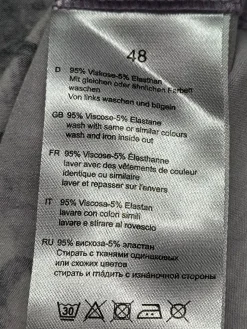 48
D 95% Viskose-5% Elasthan
Mit gleichen oder ähnlichen Farben
waschen
Von links waschen und bügeln
GB 95% Viscose-5% Elastane
wash with same or similar colours
wash and iron inside out
FR 95% Viscose-5% Elasthanne
laver avec des vêtements de couleur
identique ou similaire
laver et repasser sur l'envers
IT 95% Viscosa-5% Elastan
lavare con colori simili
lavare e stirare al rovescio
RU 95% вискоза-5% эластан
Стирать с тканями одинаковых
или схожих цветов
стирать и гладить с изнаночной стороны
30